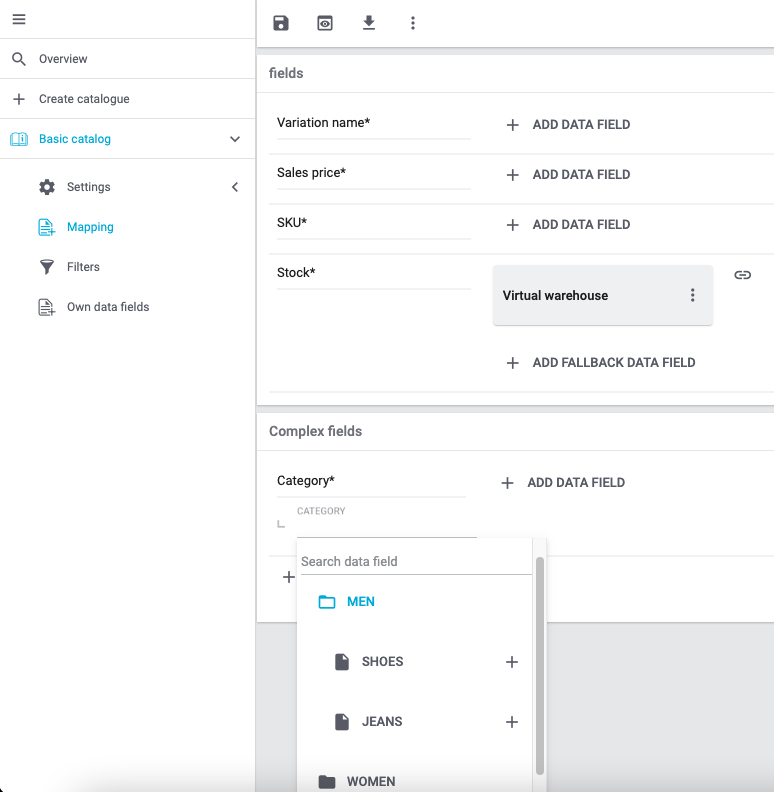 Overview
Create catalogue
Basic catalog
Settings
Mapping
Filters
Own data fields
fields
Variation name*
ADD DATA FIELD
Sales price*
ADD DATA FIELD
SKU*
ADD DATA FIELD
Stock*
Virtual warehouse
ADD FALLBACK DATA FIELD
Complex fields
Category*
ADD DATA FIELD
CATEGORY
Search data field
MEN
SHOES
JEANS
WOMEN